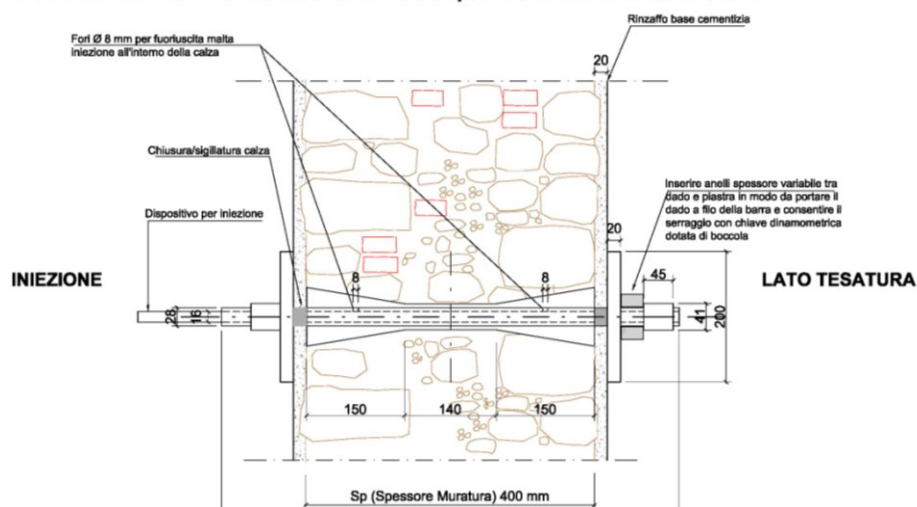 Rinzaffo base cementizia
Fori Ø 8 mm per fuoriuscita malta
iniezione all'interno della calza
20
Chiusura/sigillatura calza
Dispositivo per iniezione
Inserire anelli spessore variabile tra
dado e piastra in modo da portare il
dado a filo della barra e consentire il
serraggio con chiave dinamometrica
dotata di boccola
20
INIEZIONE
8
8
45
LATO TESATURA
28
16
41
200
150
140
150
Sp (Spessore Muratura) 400 mm